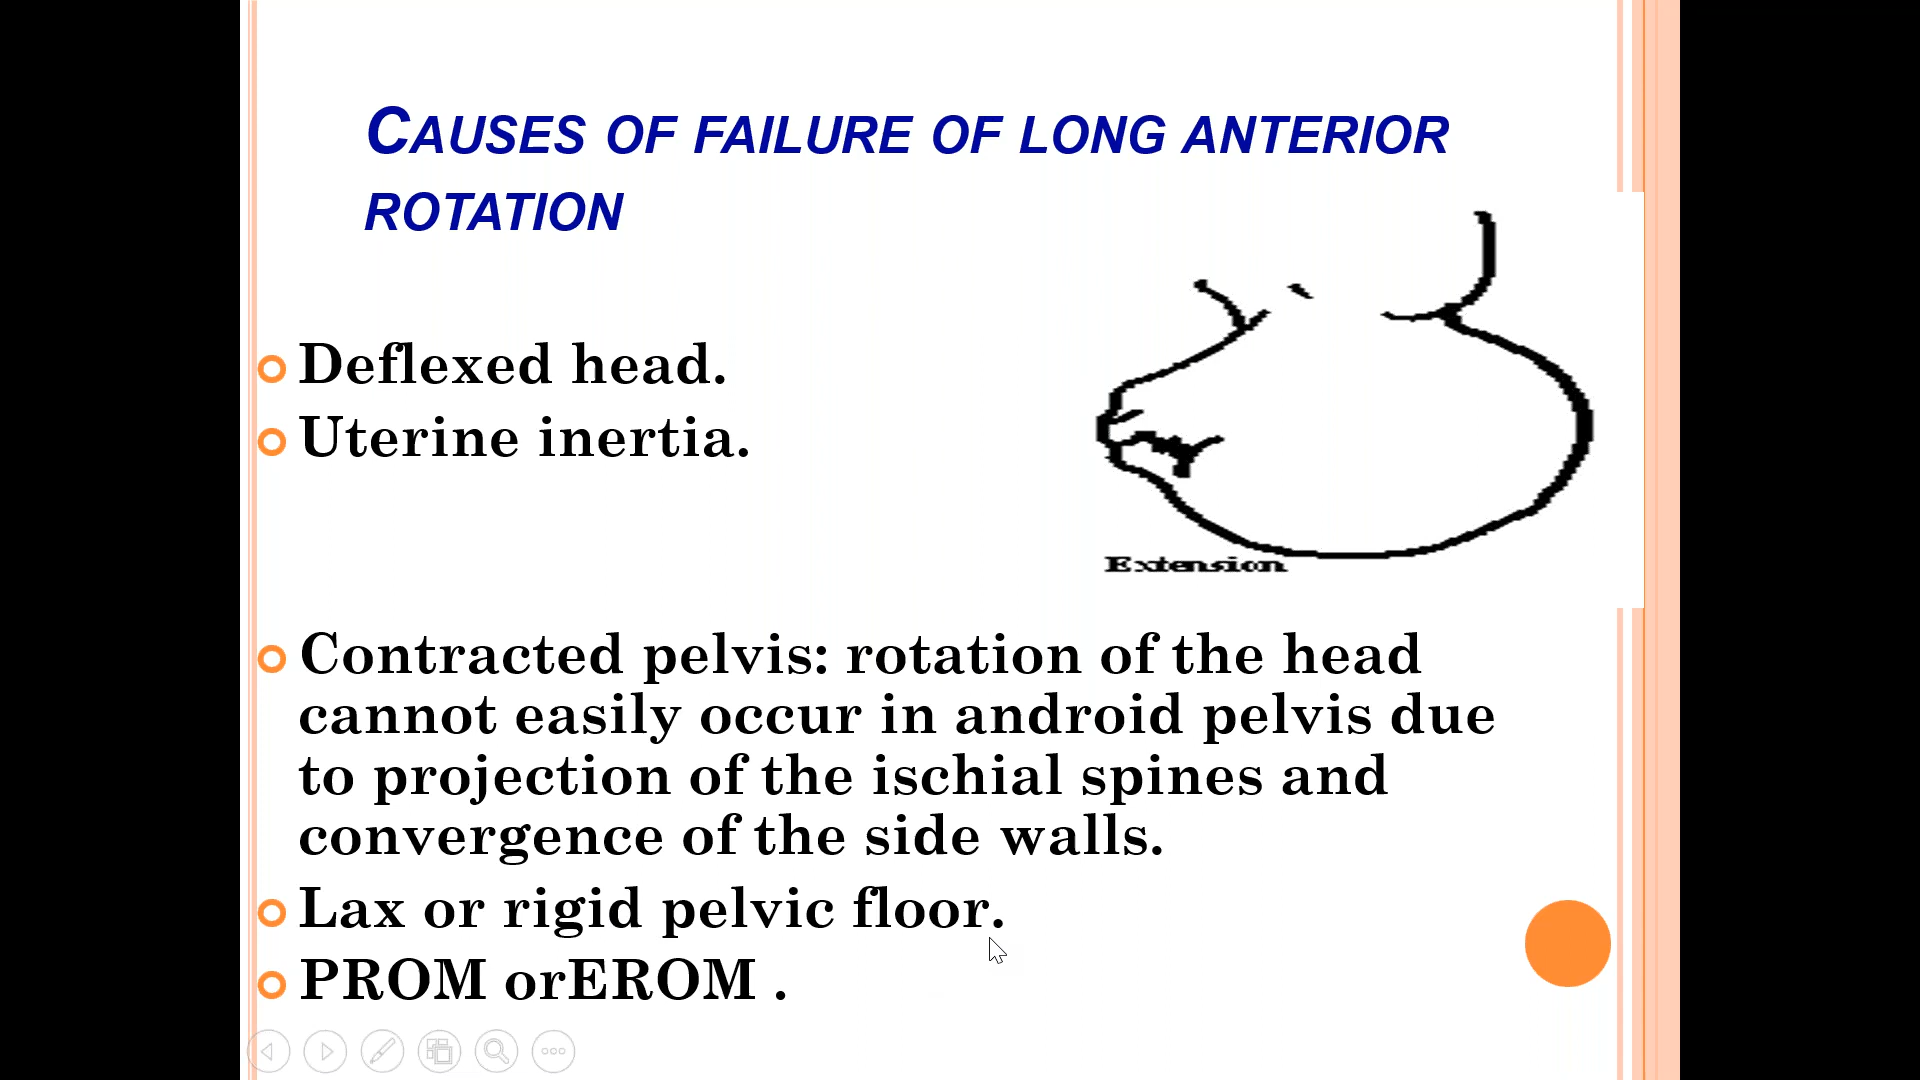 CAUSES OF FAILURE OF LONG ANTERIOR
ROTATION
Deflexed head.
Uterine inertia.
Extension
Contracted pelvis: rotation of the head
cannot easily occur in android pelvis due
to projection of the ischial spines and
convergence of the side walls.
Lax or rigid pelvic floor.
PROM orEROM .